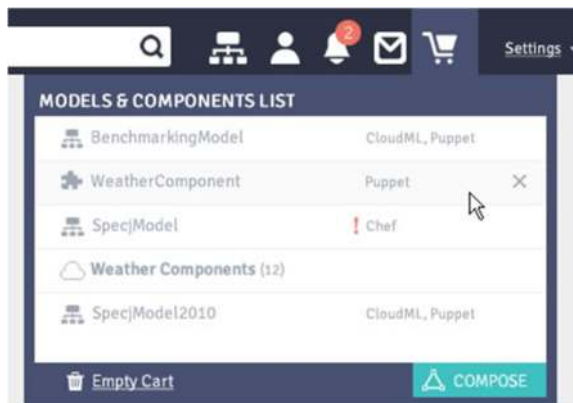 2
Settings
MODELS & COMPONENTS LIST
BenchmarkingModel CloudML, Puppet
WeatherComponent Puppet
SpecjModel ! Chef
Weather Components (12)
SpecjModel2010 CloudML, Puppet
Empty Cart COMPOSE